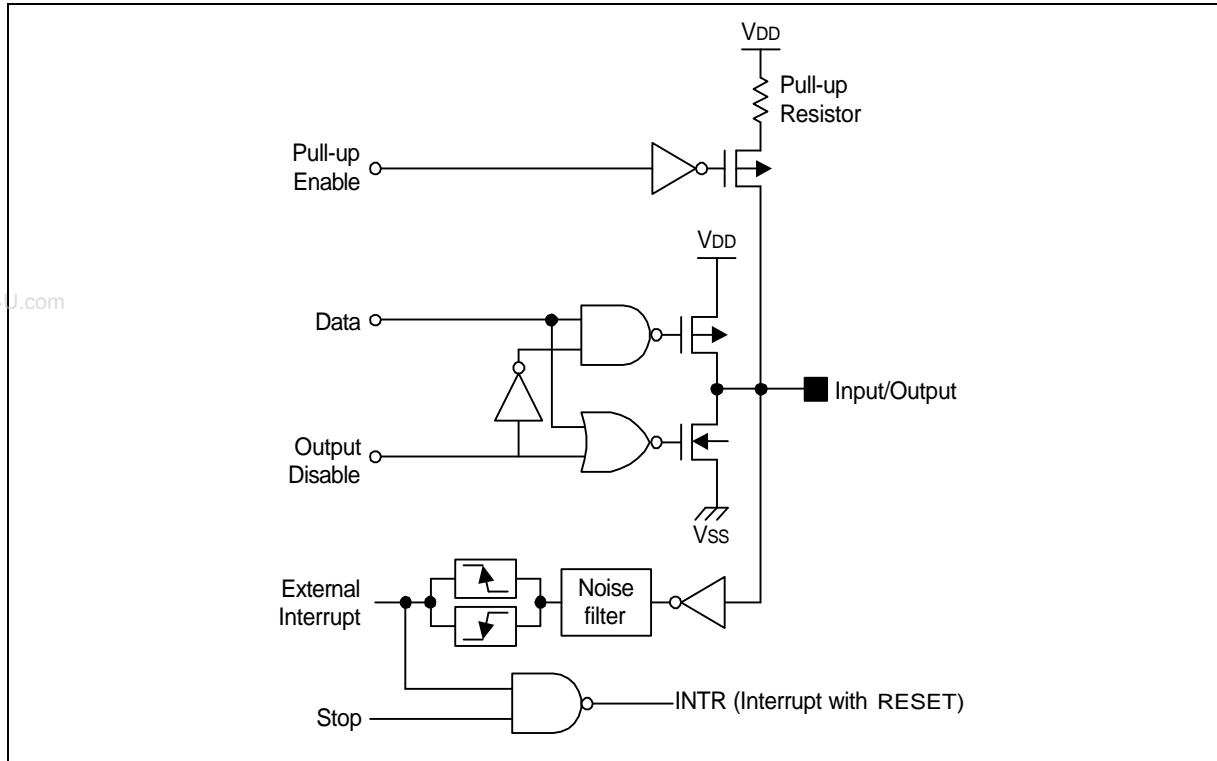 VDD
Pull-up
Resistor
Pull-up
Enable
VDD
U.com
Data
Input/Output
Output
Disable
VSS
External
Interrupt
Noise
filter
INTR (Interrupt with RESET)
Stop